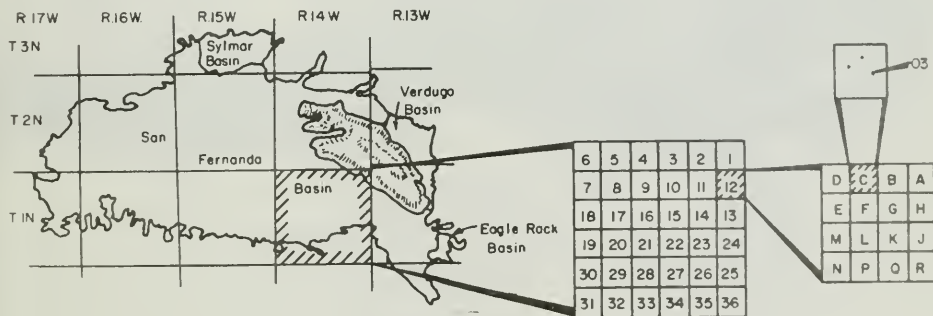 R.17W R.16W. R.15W R.14W R.13W
T 3N
Sylmar
Basin
Verdugo
Basin
T 2N
San
Fernanda
Basin
T 1N
Eagle Rock
Basin
6 5 4 3 2 1
7 8 9 10 11 12
18 17 16 15 14 13
19 20 21 22 23 24
30 29 28 27 26 25
31 32 33 34 35 36
03
D C B A
E F G H
M L K J
N P Q R